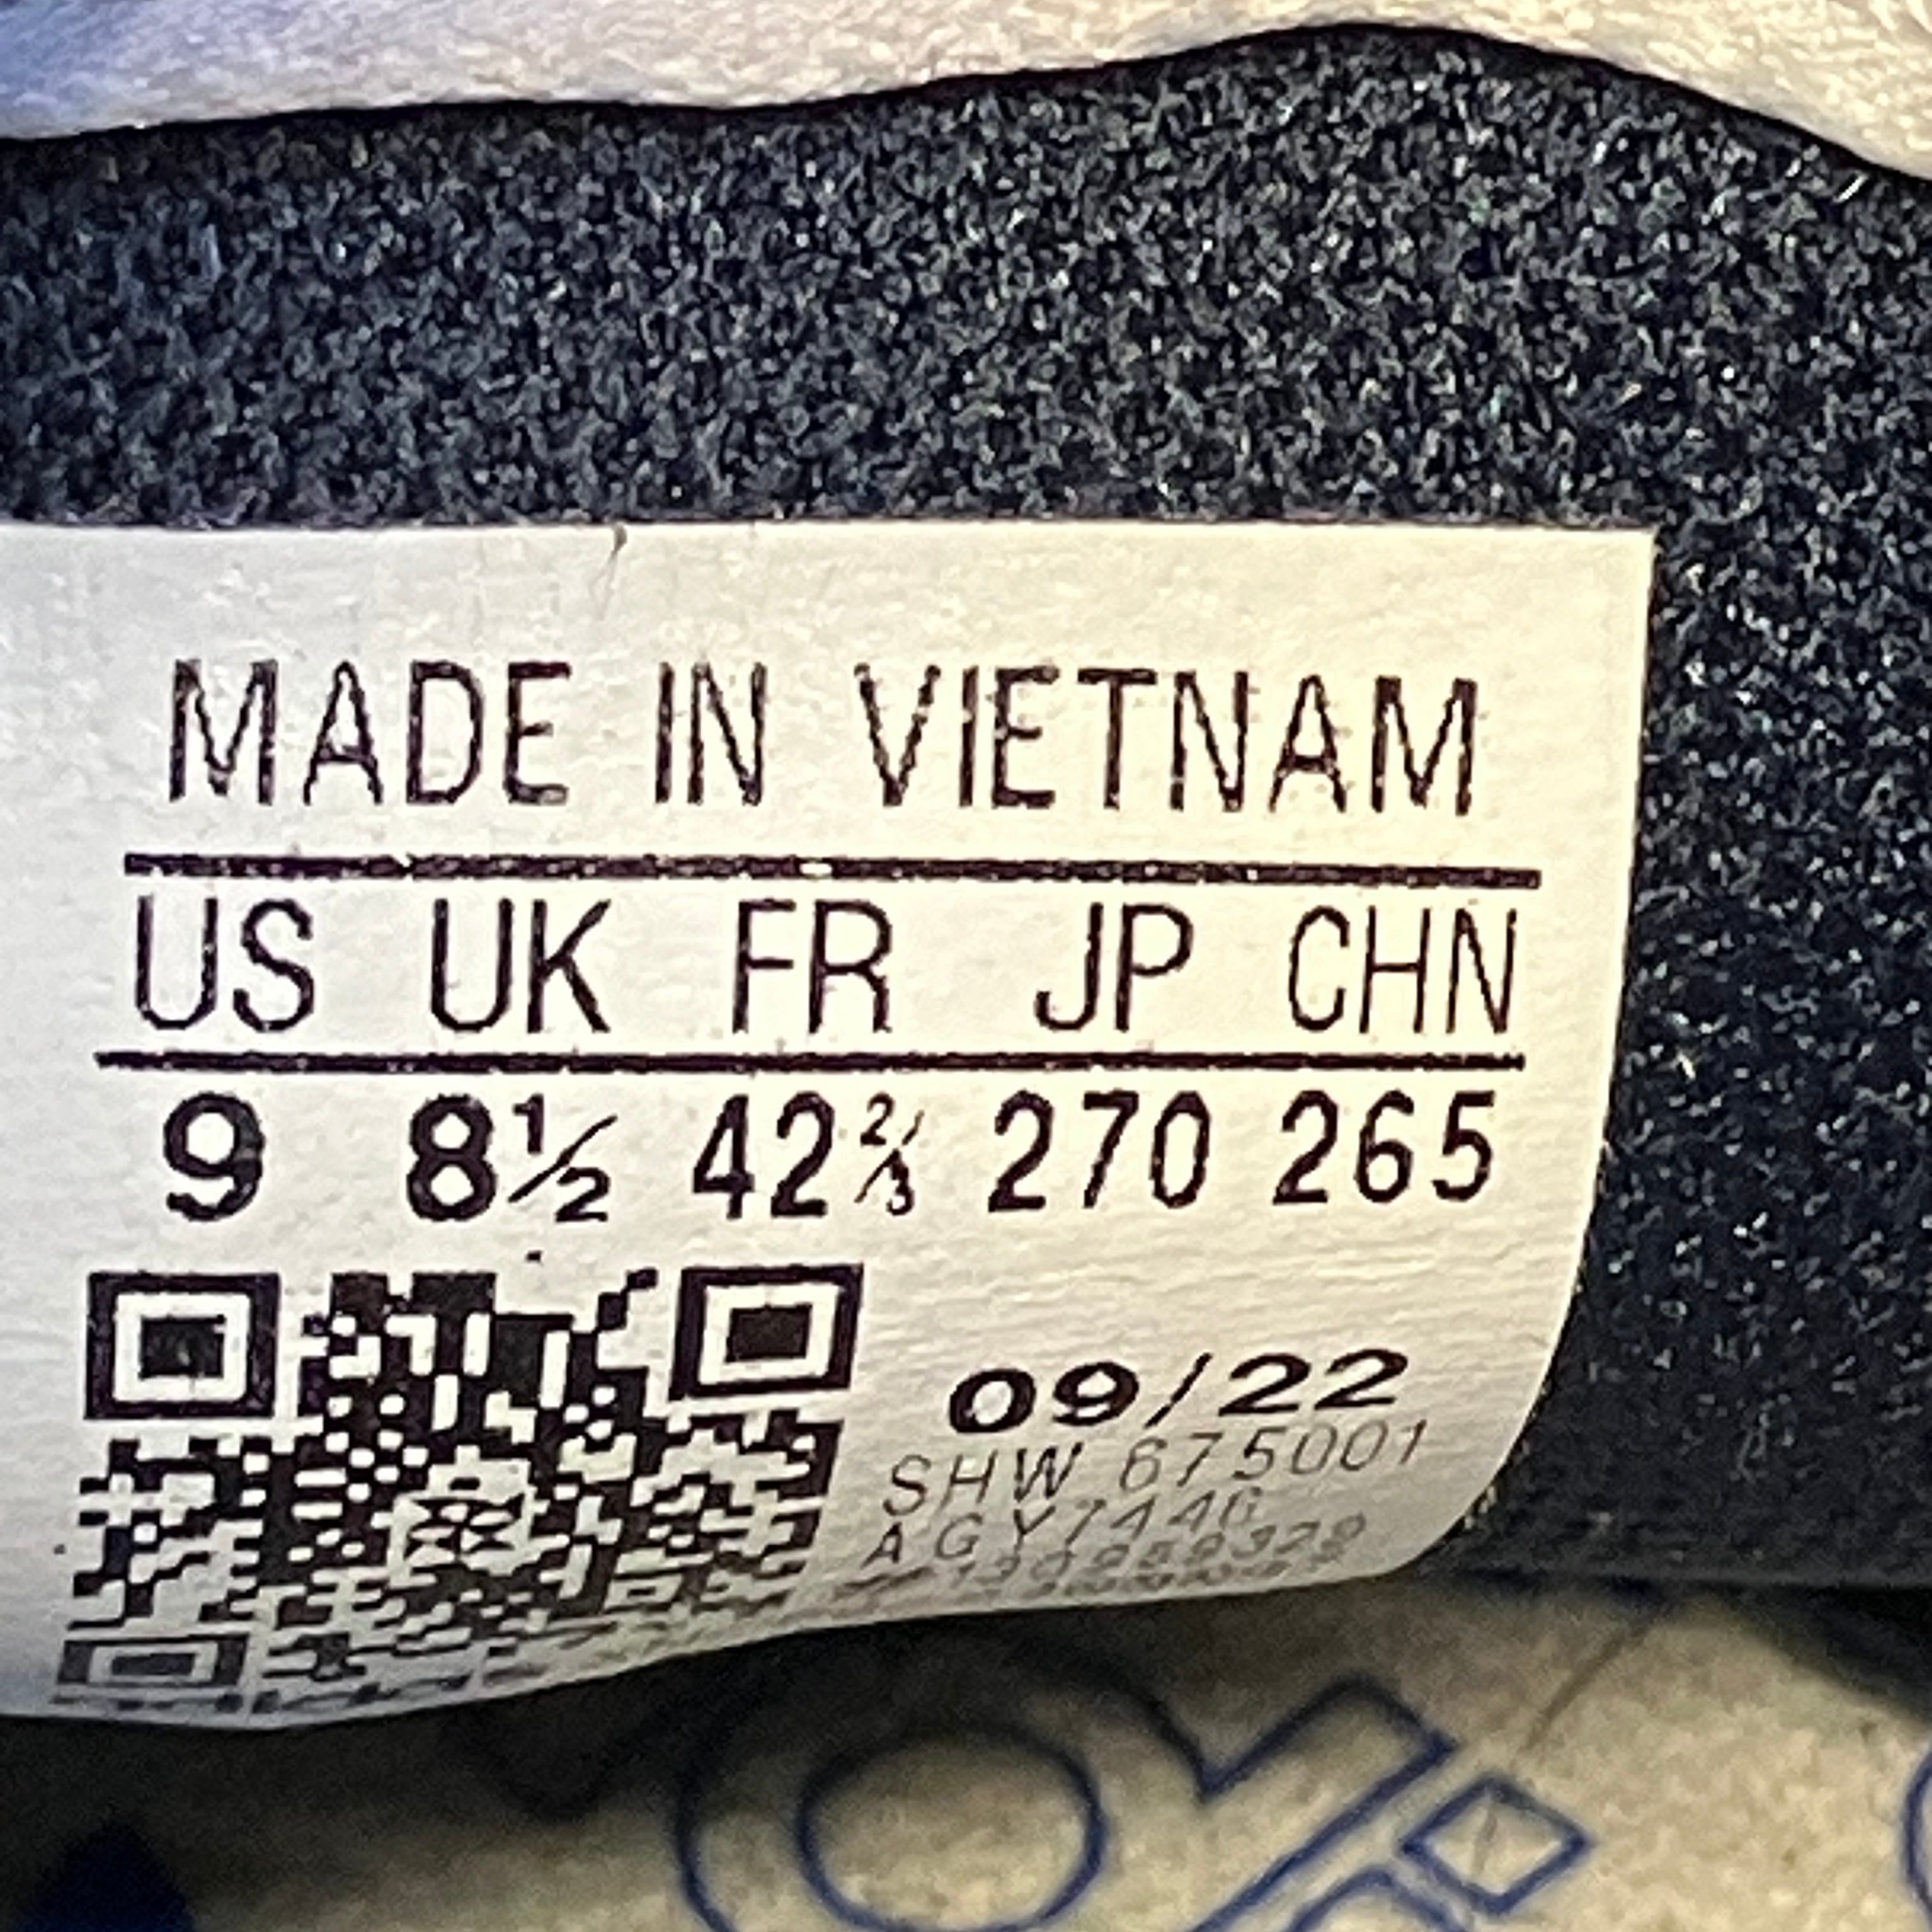 MADE IN VIETNAM
US UK FR JP CHN
9 8½ 42⅔ 270 265
09/22
SHW 675001
AGY7446